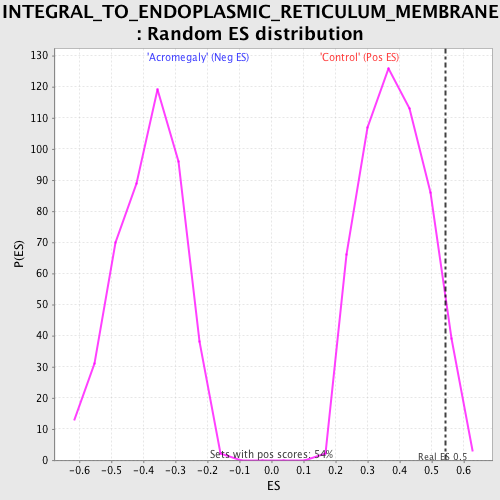 INTEGRAL_TO_ENDOPLASMIC_RETICULUM_MEMBRANE
: Random ES distribution
'Acromegaly' (Neg ES) 'Control' (Pos ES)
130
120
110
100
90
80
70
60
50
40
30
20
10
0
P(ES)
Sets with pos scores: 54%
Real ES 0.5
-0.6 -0.5 -0.4 -0.3 -0.2 -0.1 0.0 0.1 0.2 0.3 0.4 0.5 0.6
ES